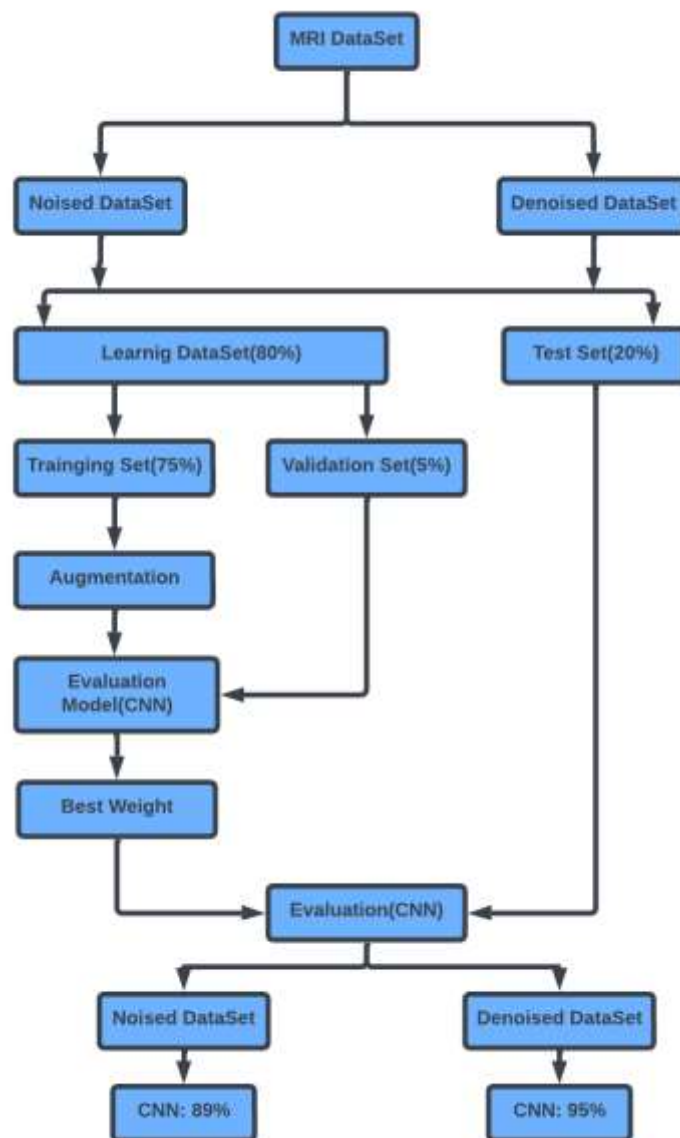 MRI DataSet
Noised DataSet
Denoised DataSet
Learnig DataSet(80%)
Test Set(20%)
Trainging Set(75%)
Validation Set(5%)
Augmentation
Evaluation
Model(CNN)
Best Weight
Evaluation(CNN)
Noised DataSet
Denoised DataSet
CNN: 89%
CNN: 95%